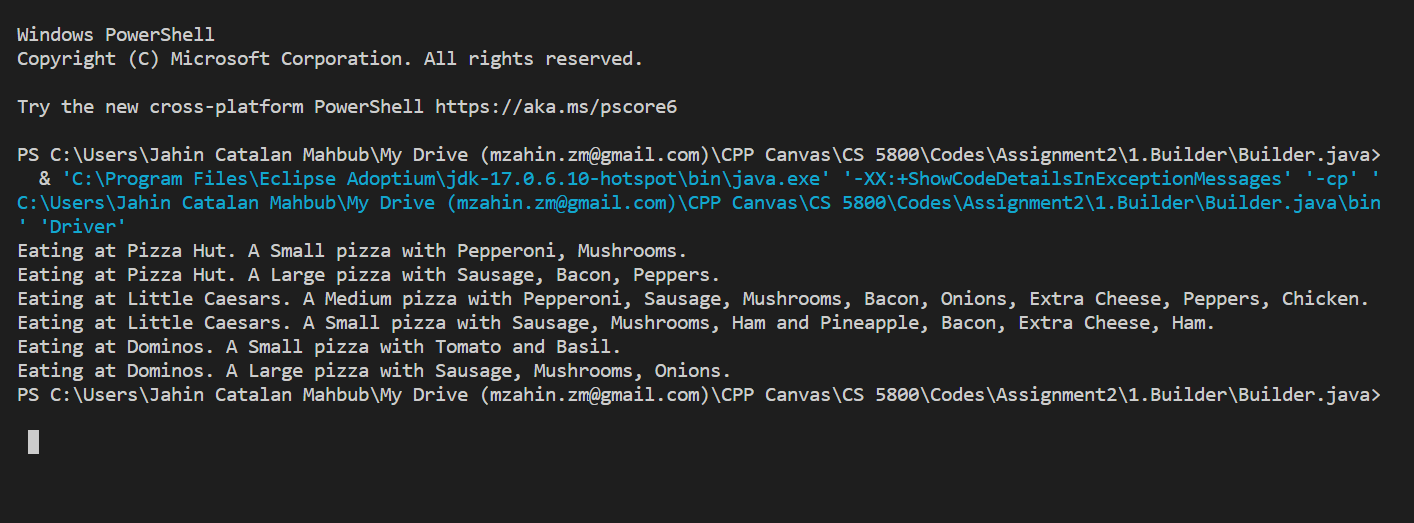 Windows PowerShell
Copyright (C) Microsoft Corporation. All rights reserved.
Try the new cross-platform PowerShell https://aka.ms/pscore6
PS C:\Users\Jahin Catalan Mahbub\My Drive (mzahin.zm@gmail.com)\CPP Canvas\CS 5800\Codes\Assignment2\1.Builder\Builder.java>
& 'C:\Program Files\Eclipse Adoptium\jdk-17.0.6.10-hotspot\bin\java.exe' '-XX:+ShowCodeDetailsInExceptionMessages' '-cp' '
C:\Users\Jahin Catalan Mahbub\My Drive (mzahin.zm@gmail.com)\CPP Canvas\CS 5800\Codes\Assignment2\1.Builder\Builder.java\bin
' 'Driver'
Eating at Pizza Hut. A Small pizza with Pepperoni, Mushrooms.
Eating at Pizza Hut. A Large pizza with Sausage, Bacon, Peppers.
Eating at Little Caesars. A Medium pizza with Pepperoni, Sausage, Mushrooms, Bacon, Onions, Extra Cheese, Peppers, Chicken.
Eating at Little Caesars. A Small pizza with Sausage, Mushrooms, Ham and Pineapple, Bacon, Extra Cheese, Ham.
Eating at Dominos. A Small pizza with Tomato and Basil.
Eating at Dominos. A Large pizza with Sausage, Mushrooms, Onions.
PS C:\Users\Jahin Catalan Mahbub\My Drive (mzahin.zm@gmail.com)\CPP Canvas\CS 5800\Codes\Assignment2\1.Builder\Builder.java>